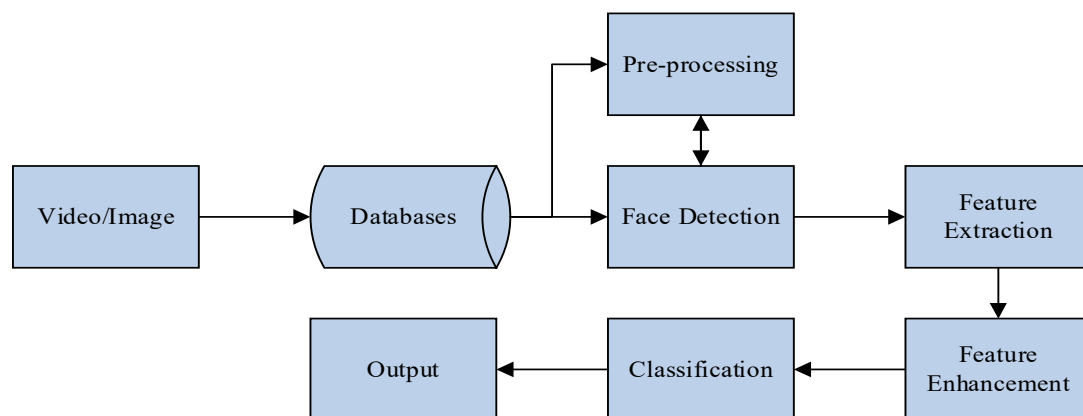 Pre-processing
Video/Image
Databases
Face Detection
Feature
Extraction
Output
Classification
Feature
Enhancement